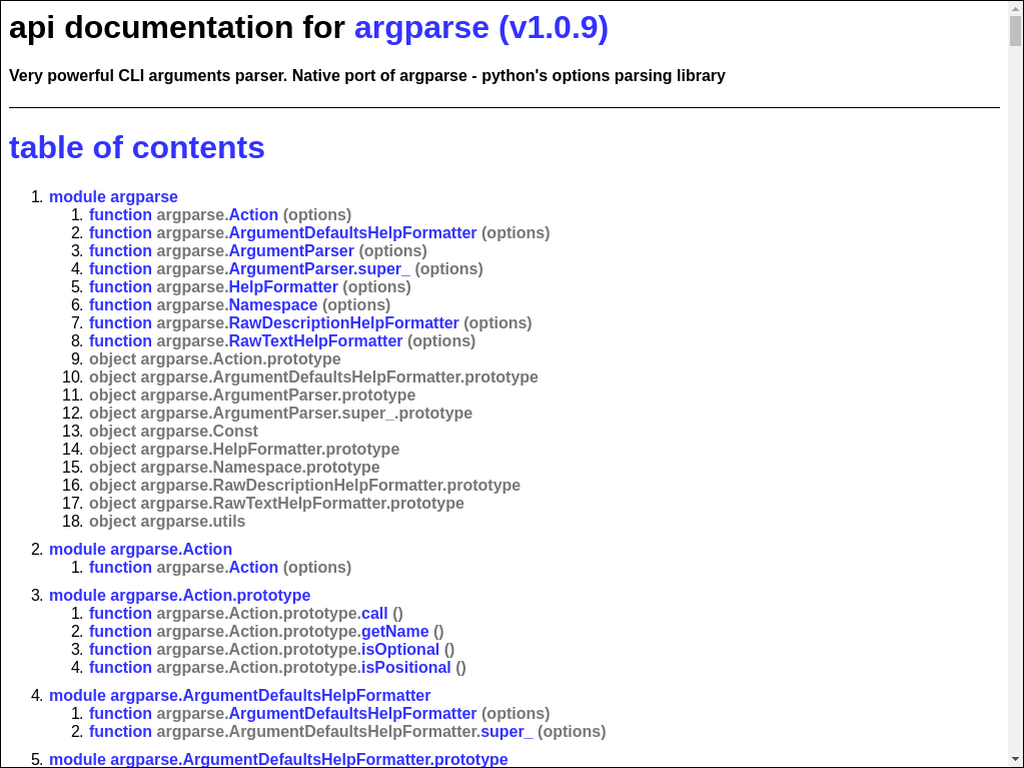 api documentation for argparse (v1.0.9)
Very powerful CLI arguments parser. Native port of argparse - python's options parsing library
table of contents
1. module argparse
1. function argparse.Action (options)
2. function argparse.ArgumentDefaultsHelpFormatter (options)
3. function argparse.ArgumentParser (options)
4. function argparse.ArgumentParser.super_ (options)
5. function argparse.HelpFormatter (options)
6. function argparse.Namespace (options)
7. function argparse.RawDescriptionHelpFormatter (options)
8. function argparse.RawTextHelpFormatter (options)
9. object argparse.Action.prototype
10. object argparse.ArgumentDefaultsHelpFormatter.prototype
11. object argparse.ArgumentParser.prototype
12. object argparse.ArgumentParser.super_.prototype
13. object argparse.Const
14. object argparse.HelpFormatter.prototype
15. object argparse.Namespace.prototype
16. object argparse.RawDescriptionHelpFormatter.prototype
17. object argparse.RawTextHelpFormatter.prototype
18. object argparse.utils
2. module argparse.Action
1. function argparse.Action (options)
3. module argparse.Action.prototype
1. function argparse.Action.prototype.call ()
2. function argparse.Action.prototype.getName ()
3. function argparse.Action.prototype.isOptional ()
4. function argparse.Action.prototype.isPositional ()
4. module argparse.ArgumentDefaultsHelpFormatter
1. function argparse.ArgumentDefaultsHelpFormatter (options)
2. function argparse.ArgumentDefaultsHelpFormatter.super_ (options)
5. module argparse.ArgumentDefaultsHelpFormatter.prototype